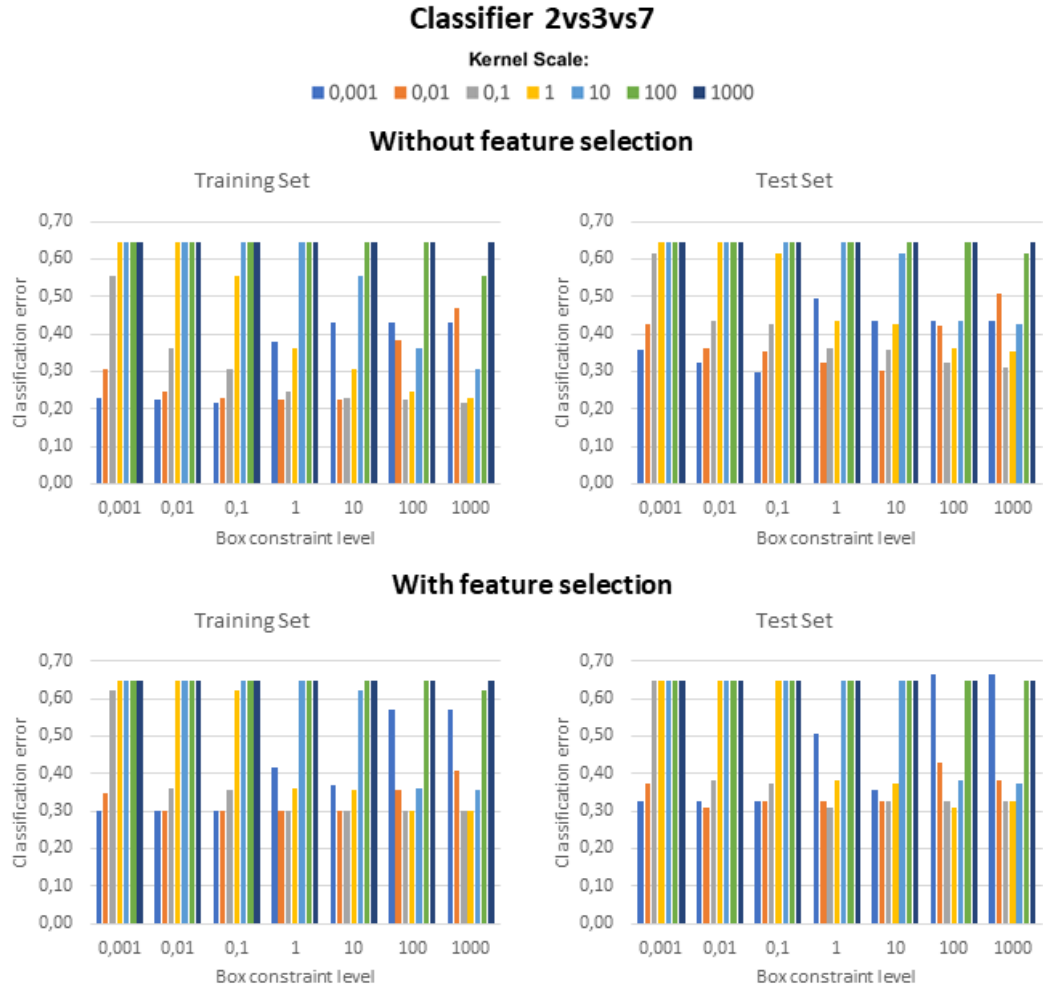 Classifier 2vs3vs7
Kernel Scale:
0,001 0,01 0,1 1 10 100 1000
Without feature selection
Training Set
Classification error
0,70
0,60
0,50
0,40
0,30
0,20
0,10
0,00
0,001 0,01 0,1 1 10 100 1000
Box constraint level
Test Set
Classification error
0,70
0,60
0,50
0,40
0,30
0,20
0,10
0,00
0,001 0,01 0,1 1 10 100 1000
Box constraint level
With feature selection
Training Set
Classification error
0,70
0,60
0,50
0,40
0,30
0,20
0,10
0,00
0,001 0,01 0,1 1 10 100 1000
Box constraint level
Test Set
Classification error
0,70
0,60
0,50
0,40
0,30
0,20
0,10
0,00
0,001 0,01 0,1 1 10 100 1000
Box constraint level